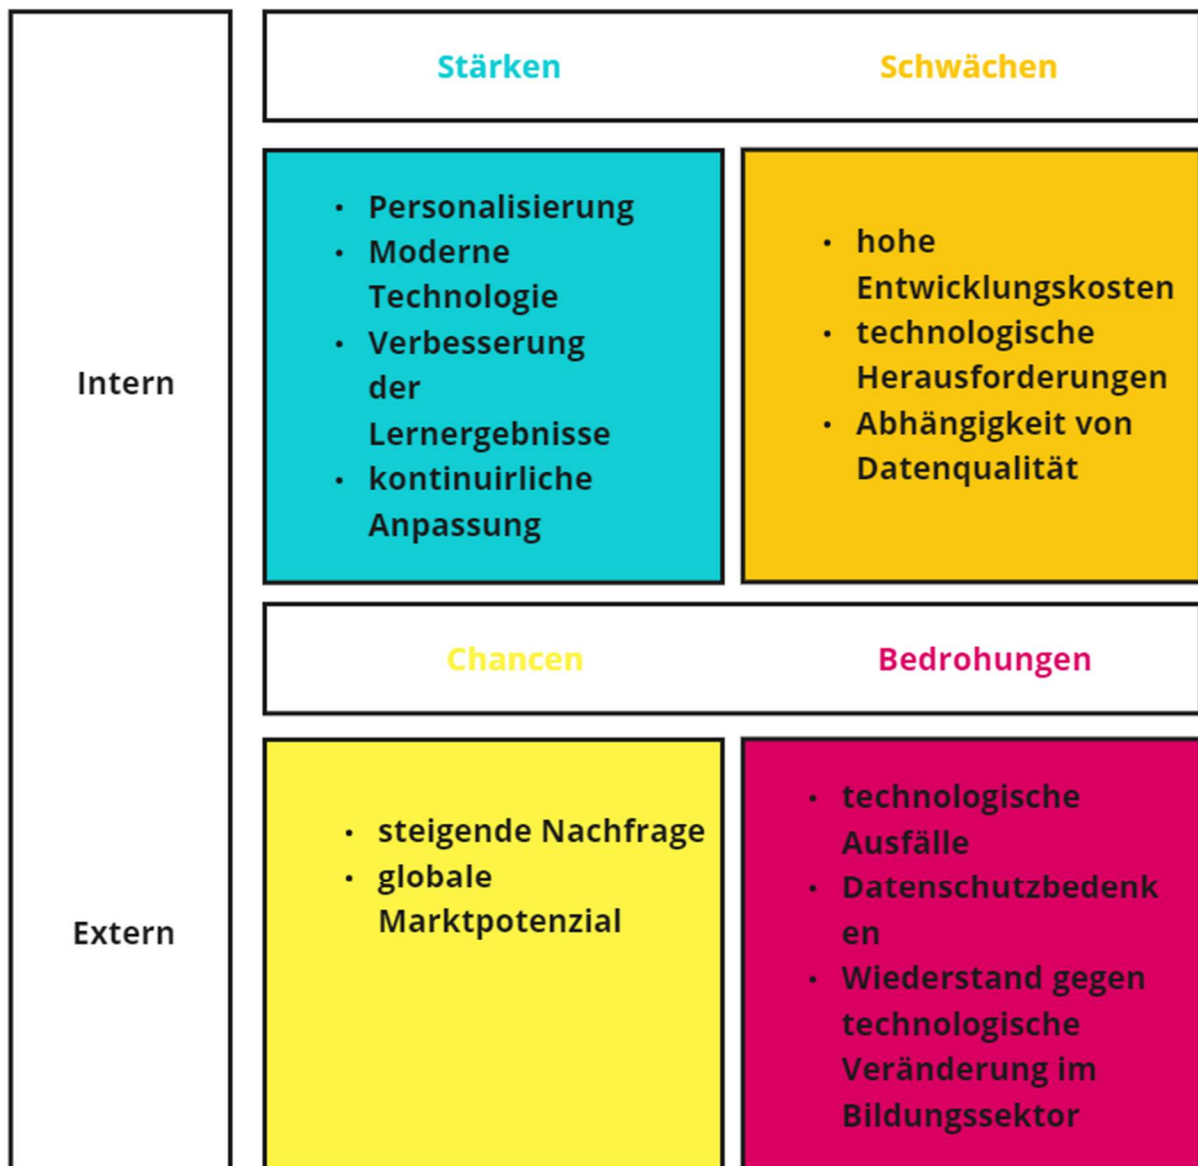 Stärken
Schwächen
Intern
• Personalisierung
• Moderne
Technologie
• Verbesserung
der
Lernergebnisse
• kontinuirliche
Anpassung
• hohe
Entwicklungskosten
• technologische
Herausforderungen
• Abhängigkeit von
Datenqualität
Chancen
Bedrohungen
Extern
• steigende Nachfrage
• globale
Marktpotenzial
• technologische
Ausfälle
• Datenschutzbedenk
en
• Wiederstand gegen
technologische
Veränderung im
Bildungssektor